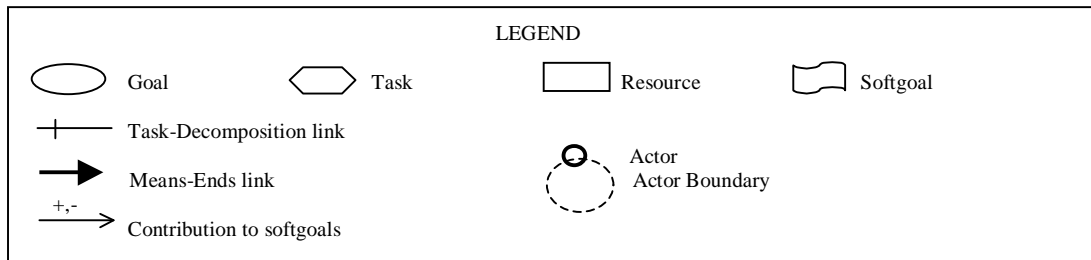 LEGEND
Goal Task Resource Softgoal
Task-Decomposition link
Actor
Means-Ends link Actor Boundary
+,-
Contribution to softgoals